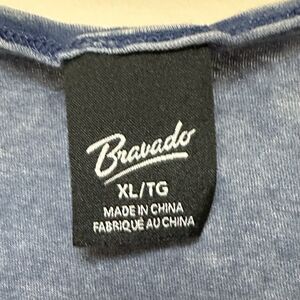 Bravado
XL/TG
MADE IN CHINA
FABRIQUÉ AU CHINA